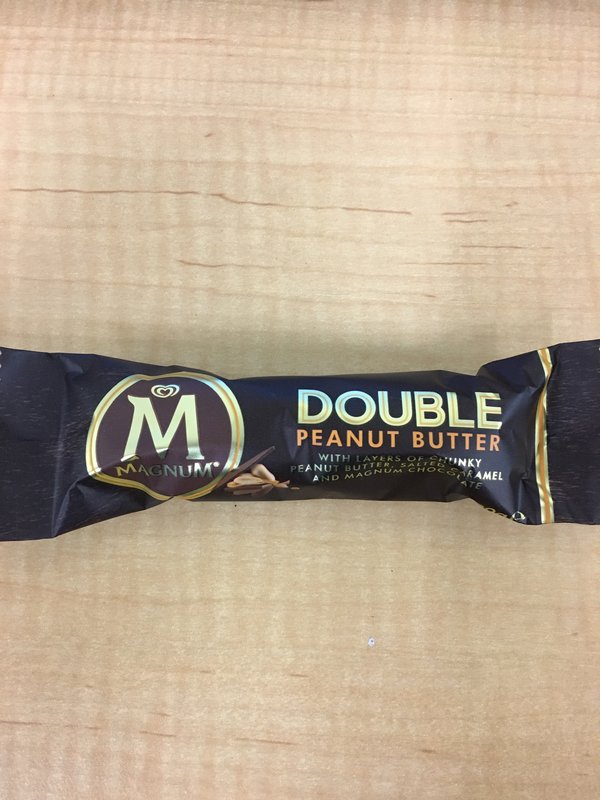 M
MAGNUM
DOUBLE
PEANUT BUTTER
WITH LAYERS OF CHUNKY
PEANUT BUTTER, SALTED CARAMEL
AND MAGNUM CHOCOLATE